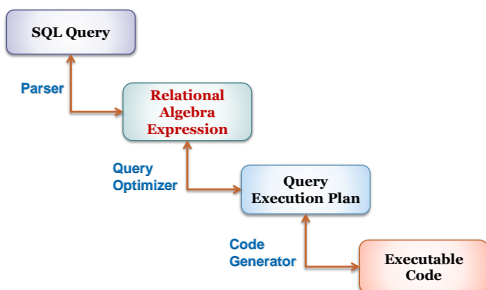 SQL Query
Parser
Relational
Algebra
Expression
Query
Optimizer
Query
Execution Plan
Code
Generator
Executable
Code